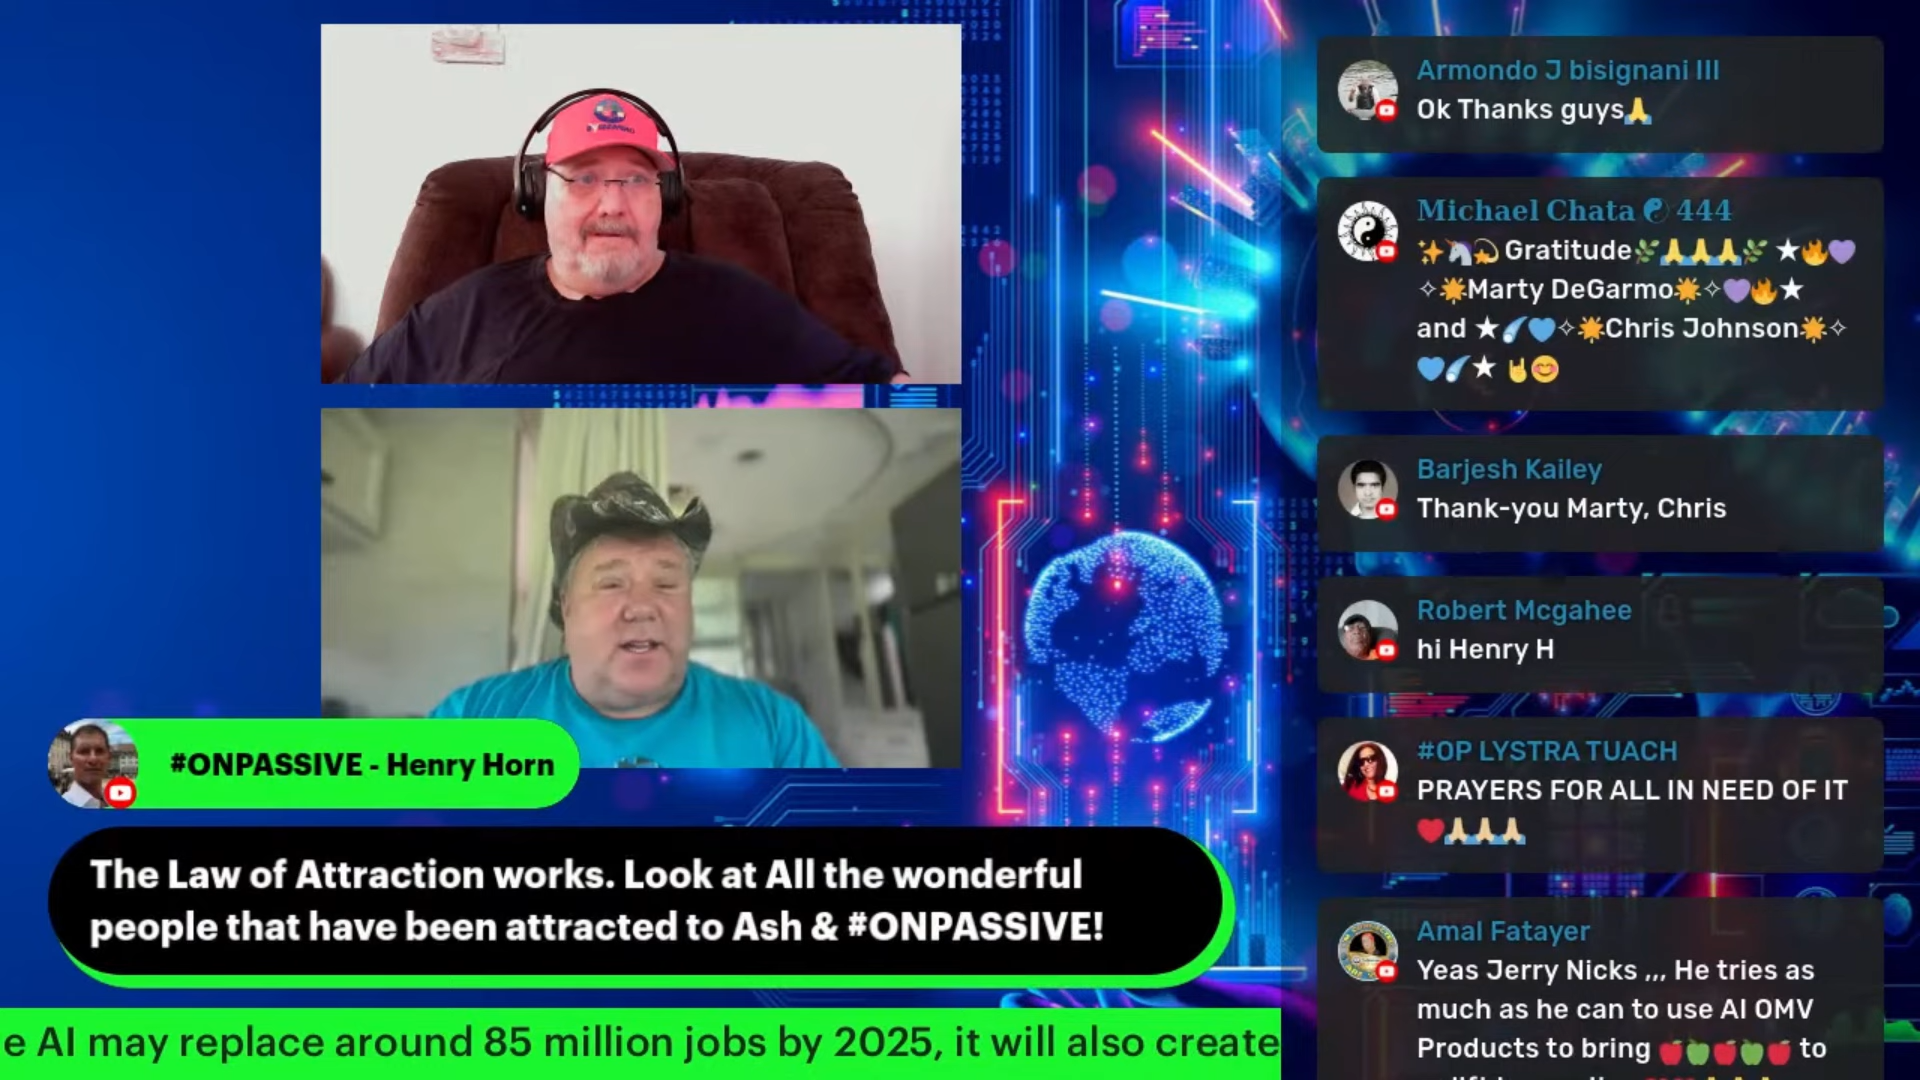 #ONPASSIVE - Henry Horn
The Law of Attraction works. Look at All the wonderful
people that have been attracted to Ash & #ONPASSIVE!
e AI may replace around 85 million jobs by 2025, it will also create
Armondo J bisignani III
Ok Thanks guys🙏
Michael Chata ☯ 444
✨🦄💫 Gratitude🌿🙏🙏🙏🌿 ★🔥💜
✧🌟Marty DeGarmo🌟✧💜🔥★
and ★☄💙✧🌟Chris Johnson🌟✧
💙☄★ 🤘😊
Barjesh Kailey
Thank-you Marty, Chris
Robert Mcgahee
hi Henry H
#OP LYSTRA TUACH
PRAYERS FOR ALL IN NEED OF IT
❤🙏🏼🙏🏼🙏🏼
Amal Fatayer
Yeas Jerry Nicks ,,, He tries as
much as he can to use AI OMV
Products to bring 🍎🍏🍎🍏🍎 to